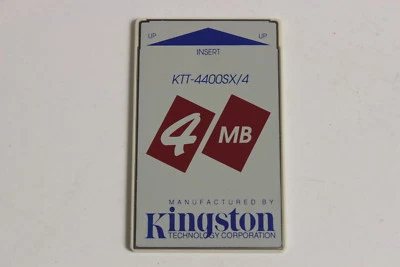 UP UP
INSERT
KTT-4400SX/4
4 MB
MANUFACTURED BY
Kingston
TECHNOLOGY CORPORATION